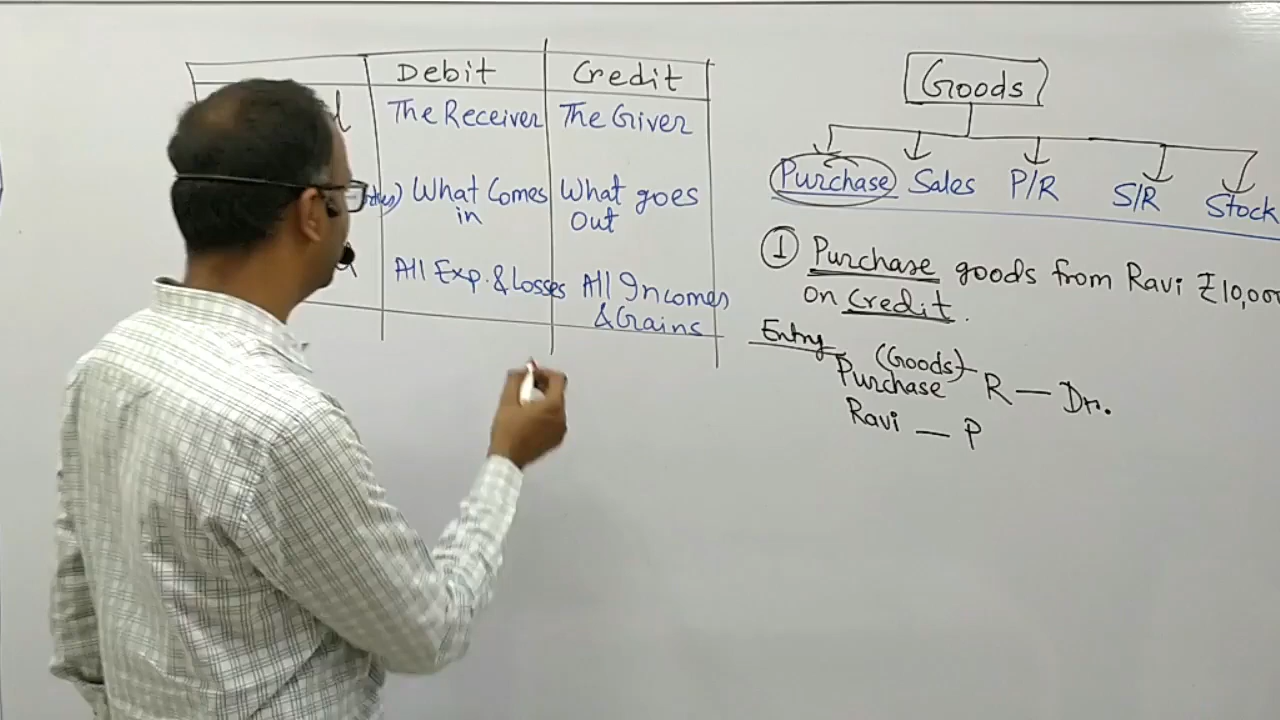 Debit Credit
The Receiver The Giver
What Comes in What goes Out
All Exp. & Losses All Incomes & Gains
Goods
Purchase Sales P/R S/R Stock
① Purchase goods from Ravi ₹10,000
on Credit.
Entry (Goods)
Purchase R — Dr.
Ravi — P